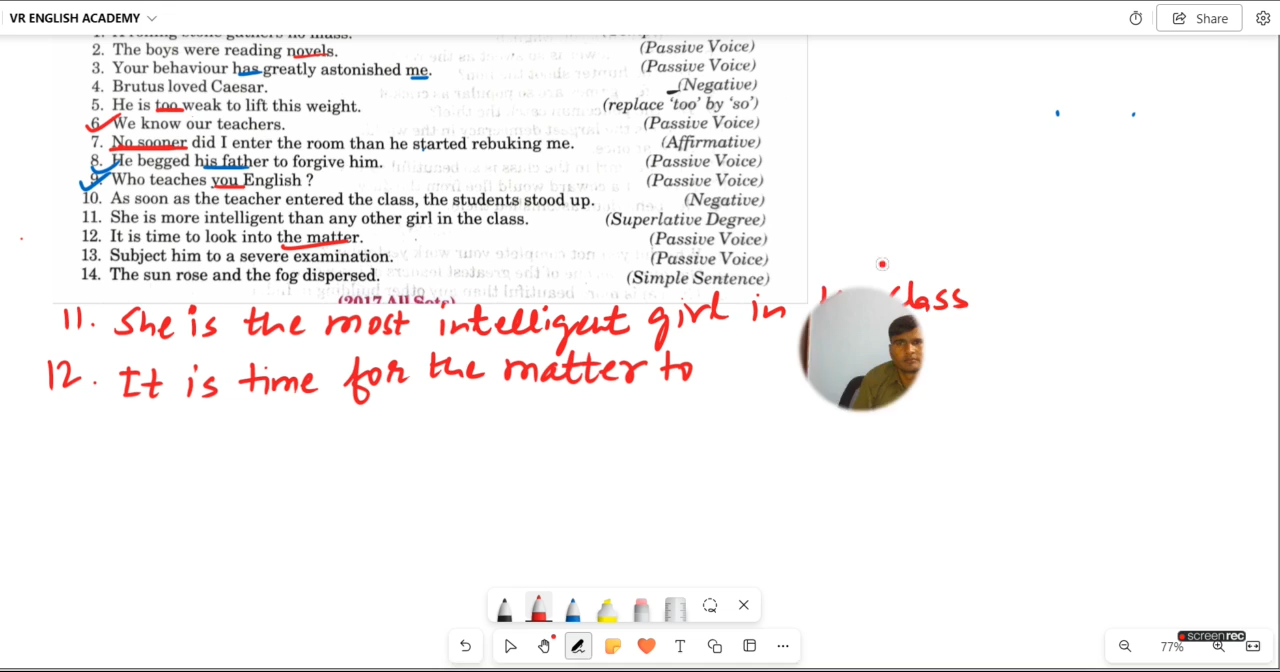 VR ENGLISH ACADEMY
Share
2. The boys were reading novels. (Passive Voice)
3. Your behaviour has greatly astonished me. (Passive Voice)
4. Brutus loved Caesar. (Negative)
5. He is too weak to lift this weight. (replace 'too' by 'so')
6. We know our teachers. (Passive Voice)
7. No sooner did I enter the room than he started rebuking me. (Affirmative)
8. He begged his father to forgive him. (Passive Voice)
9. Who teaches you English ? (Passive Voice)
10. As soon as the teacher entered the class, the students stood up. (Negative)
11. She is more intelligent than any other girl in the class. (Superlative Degree)
12. It is time to look into the matter. (Passive Voice)
13. Subject him to a severe examination. (Passive Voice)
14. The sun rose and the fog dispersed. (Simple Sentence)
(2017 All Sets)
11. She is the most intelligent girl in class
12. It is time for the matter to
77%
screenrec